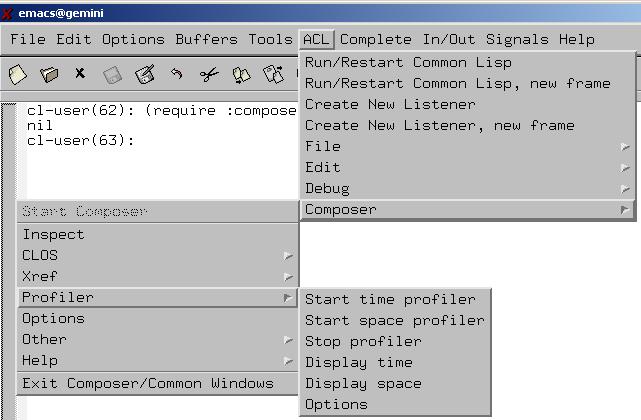 emacs@gemini
File Edit Options Buffers Tools ACL Complete In/Out Signals Help
cl-user(62): (require :compose
nil
cl-user(63):
Run/Restart Common Lisp
Run/Restart Common Lisp, new frame
Create New Listener
Create New Listener, new frame
File
Edit
Debug
Composer
Start Composer
Inspect
CLOS
Xref
Profiler
Options
Other
Help
Exit Composer/Common Windows
Start time profiler
Start space profiler
Stop profiler
Display time
Display space
Options